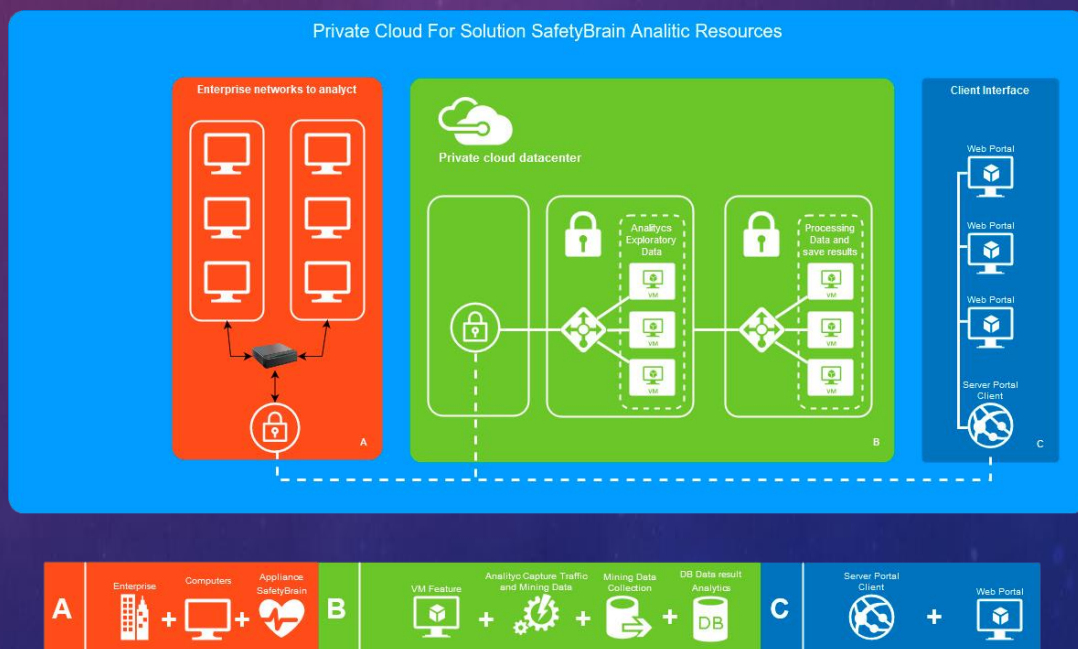 Private Cloud For Solution SafetyBrain Analitic Resources
Enterprise networks to analyct
A
Private cloud datacenter
Analitycs
Exploratory
Data
VM
VM
VM
Processing
Data and
save results
VM
VM
VM
B
Client Interface
Web Portal
Web Portal
Web Portal
Server Portal
Client
C
A
Enterprise
Computers
Appliance
SafetyBrain
B
VM Feature
Analityc Capture Traffic
and Mining Data
Mining Data
Collection
DB Data result
Analytics
DB
C
Server Portal
Client
Web Portal